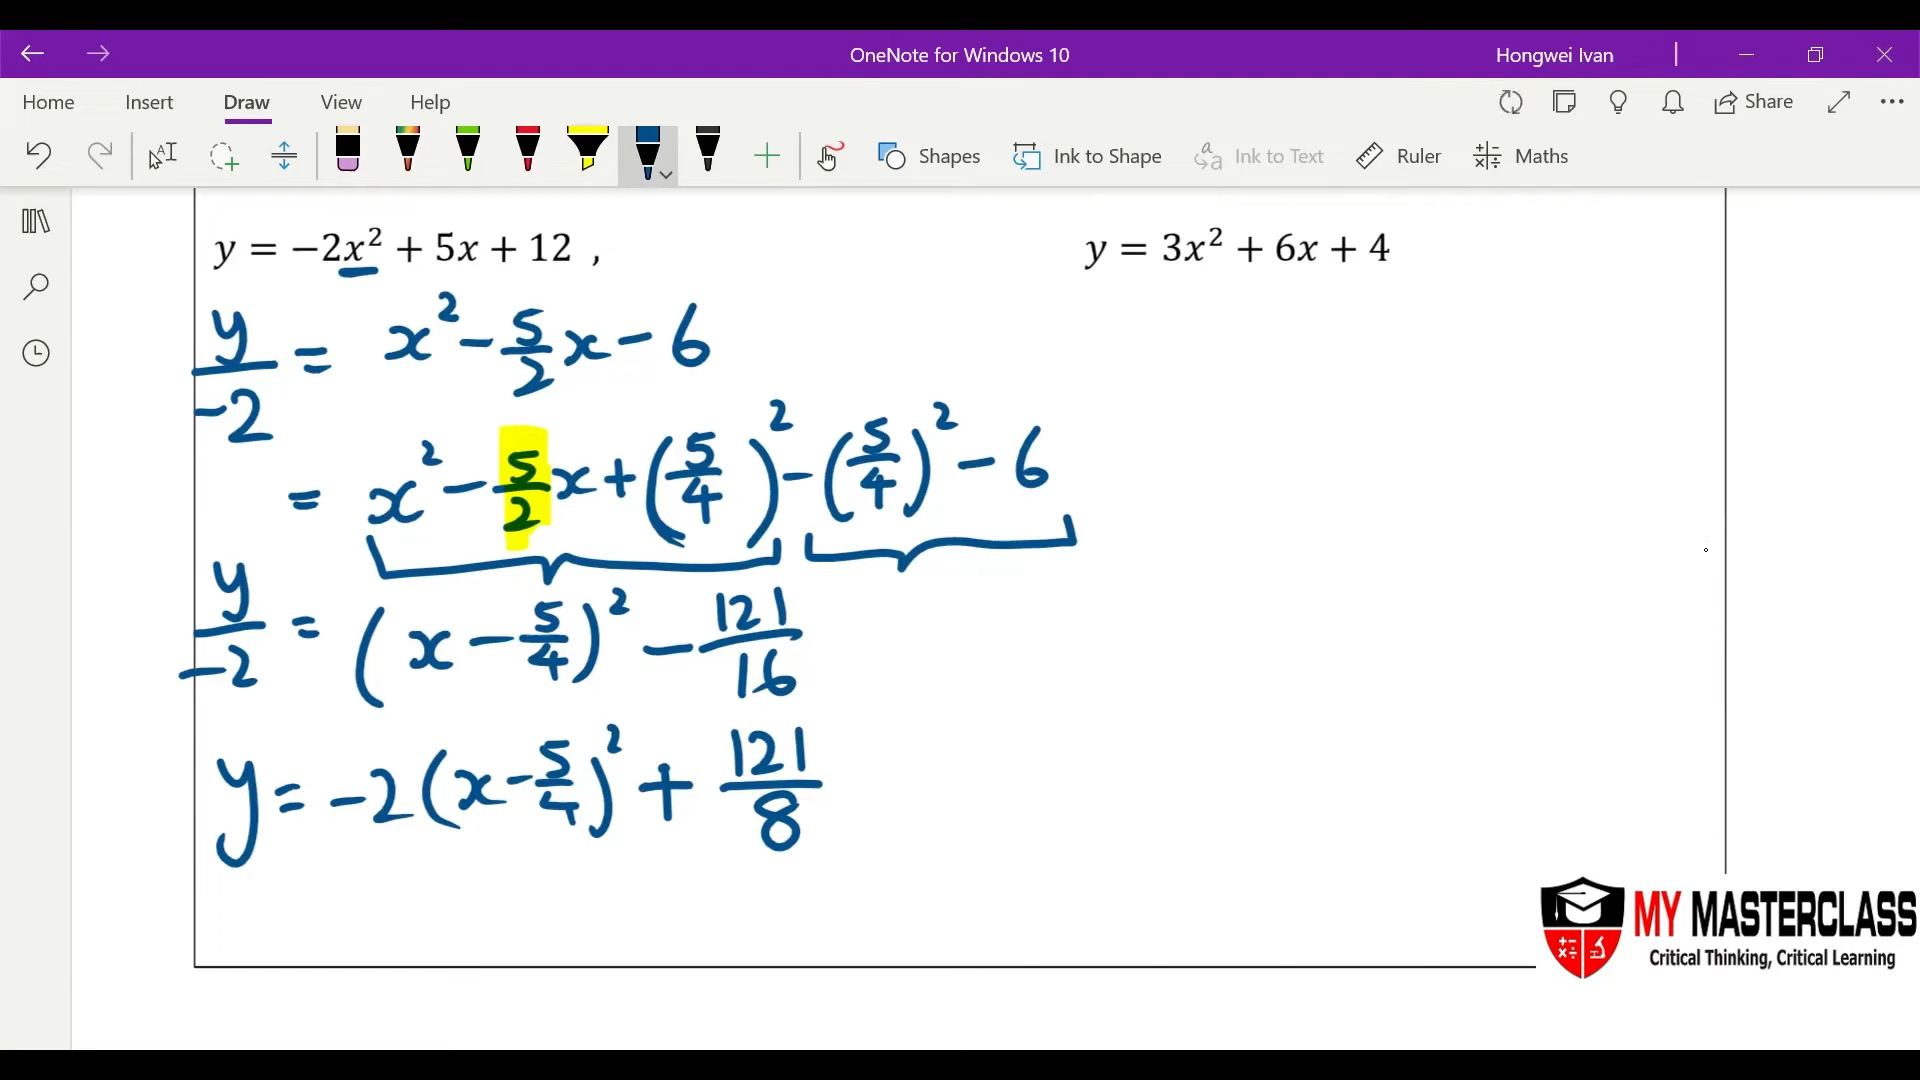 OneNote for Windows 10 Hongwei Ivan
Home Insert Draw View Help Share
Shapes Ink to Shape Ink to Text Ruler Maths
y = −2x² + 5x + 12 ,
y = 3x² + 6x + 4
y/−2 = x² − 5/2 x − 6
= x² − 5/2 x + (5/4)² − (5/4)² − 6
y/−2 = (x − 5/4)² − 121/16
y = −2(x − 5/4)² + 121/8
MY MASTERCLASS
Critical Thinking, Critical Learning